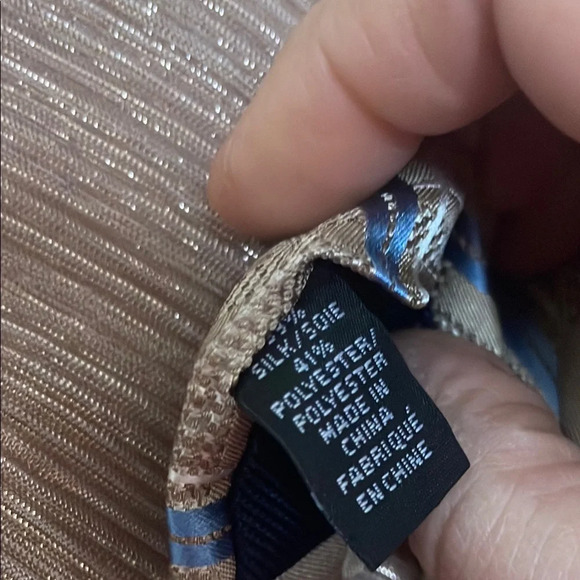 %
SILK/SOIE
41%
POLYESTER/
POLYESTER
MADE IN
CHINA
FABRIQUÉ
EN CHINE